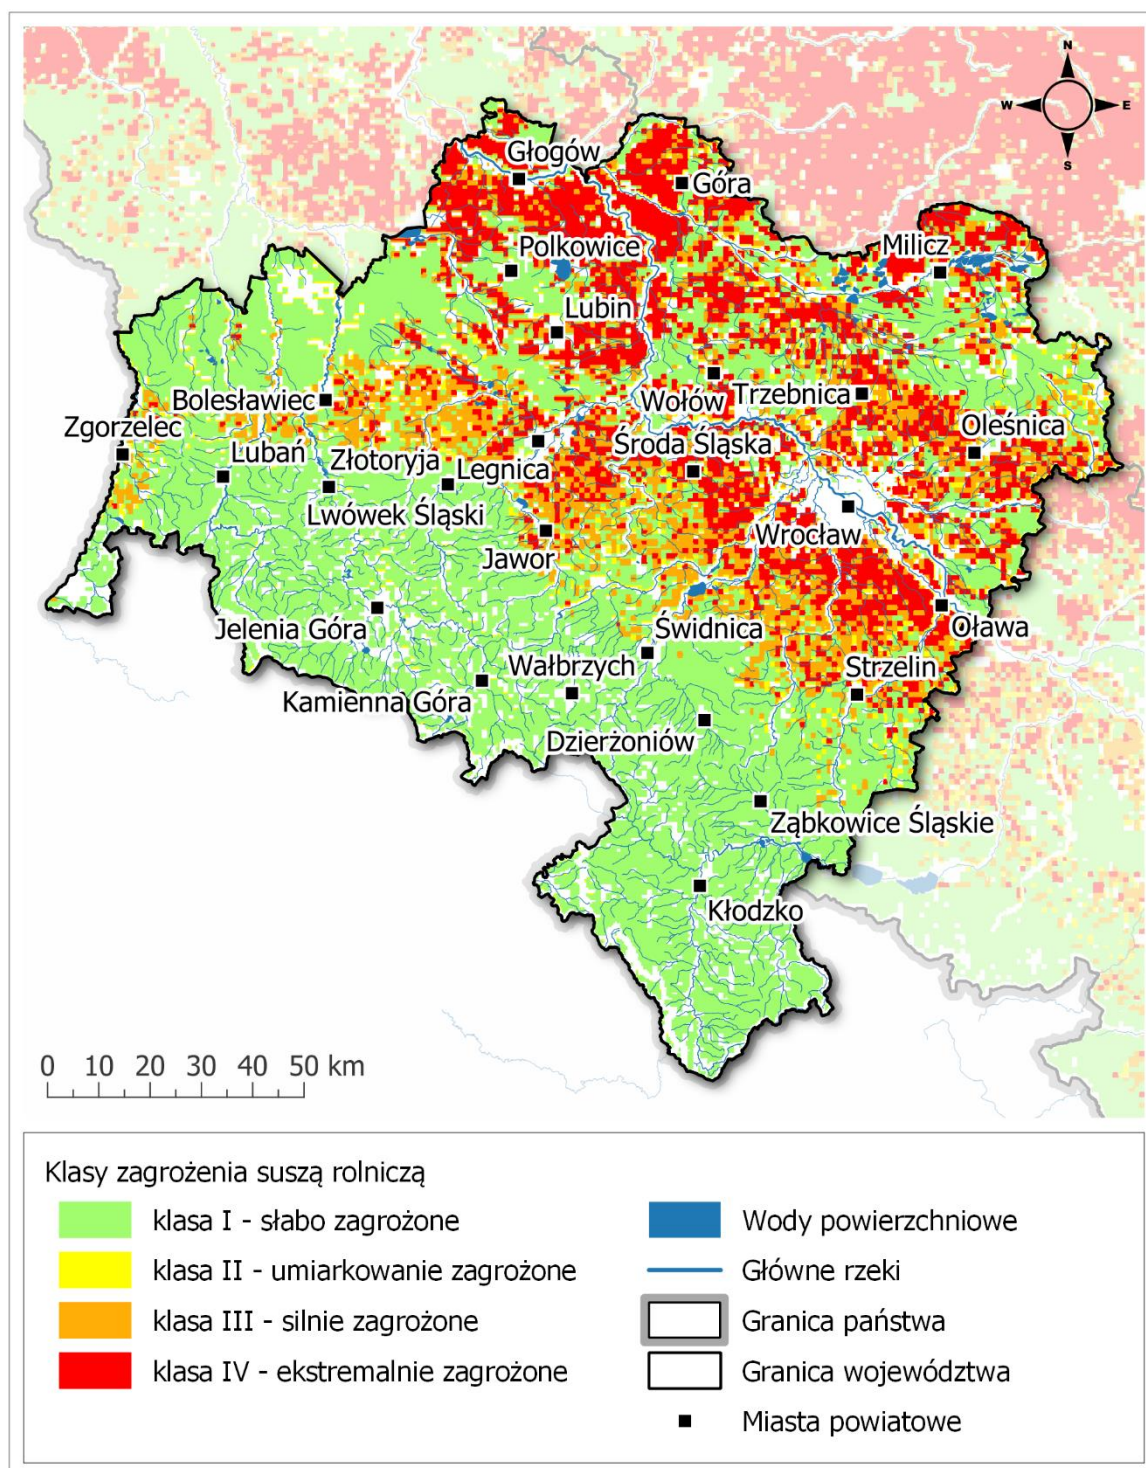 N
W E
S
Głogów
Góra
Polkowice
Milicz
Lubin
Bolesławiec
Wołów
Trzebnica
Zgorzelec
Oleśnica
Lubań
Złotoryja
Legnica
Środa Śląska
Lwówek Śląski
Wrocław
Jawor
Jelenia Góra
Świdnica
Oława
Wałbrzych
Strzelin
Kamienna Góra
Dzierżoniów
Ząbkowice Śląskie
Kłodzko
0 10 20 30 40 50 km
Klasy zagrożenia suszą rolniczą
klasa I - słabo zagrożone
klasa II - umiarkowanie zagrożone
klasa III - silnie zagrożone
klasa IV - ekstremalnie zagrożone
Wody powierzchniowe
Główne rzeki
Granica państwa
Granica województwa
Miasta powiatowe